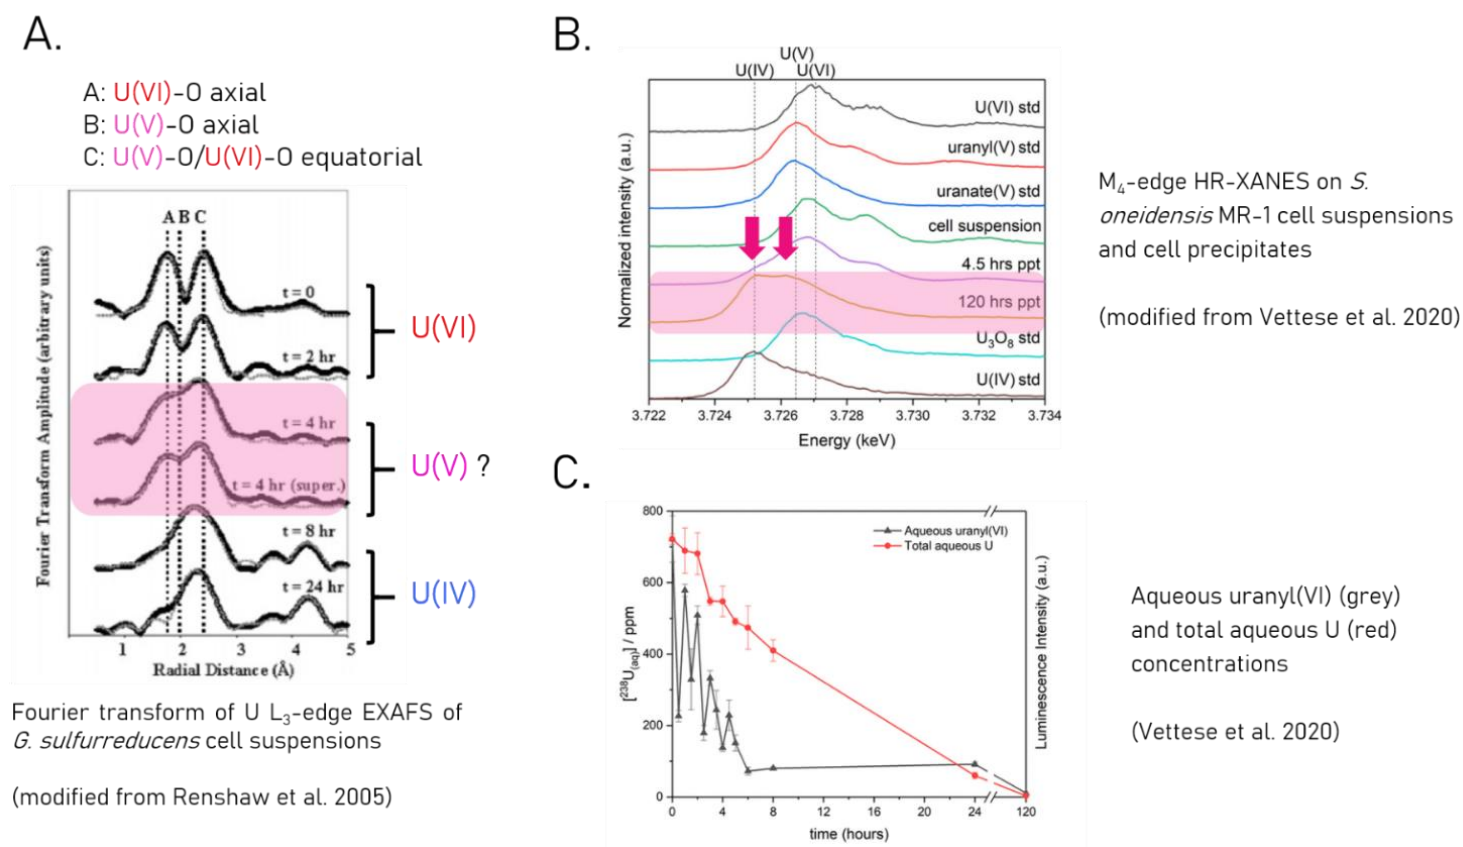 A.
A: U(VI)-O axial
B: U(V)-O axial
C: U(V)-O/U(VI)-O equatorial
A B C
t = 0
t = 2 hr
t = 4 hr
t = 4 hr (super.)
t = 8 hr
t = 24 hr
U(VI)
U(V) ?
U(IV)
Fourier Transform Amplitude (arbitrary units)
1 2 3 4 5
Radial Distance (Å)
Fourier transform of U L₃-edge EXAFS of
G. sulfurreducens cell suspensions
(modified from Renshaw et al. 2005)
B.
U(V)
U(IV) U(VI)
U(VI) std
uranyl(V) std
uranate(V) std
cell suspension
4.5 hrs ppt
120 hrs ppt
U₃O₈ std
U(IV) std
Normalized intensity (a.u.)
3.722 3.724 3.726 3.728 3.730 3.732 3.734
Energy (keV)
M₄-edge HR-XANES on S.
oneidensis MR-1 cell suspensions
and cell precipitates
(modified from Vettese et al. 2020)
C.
800
600
400
200
0
[²³⁸U(aq)] / ppm
Aqueous uranyl(VI)
Total aqueous U
Luminescence Intensity (a.u.)
0 4 8 12 16 20 24 120
time (hours)
Aqueous uranyl(VI) (grey)
and total aqueous U (red)
concentrations
(Vettese et al. 2020)